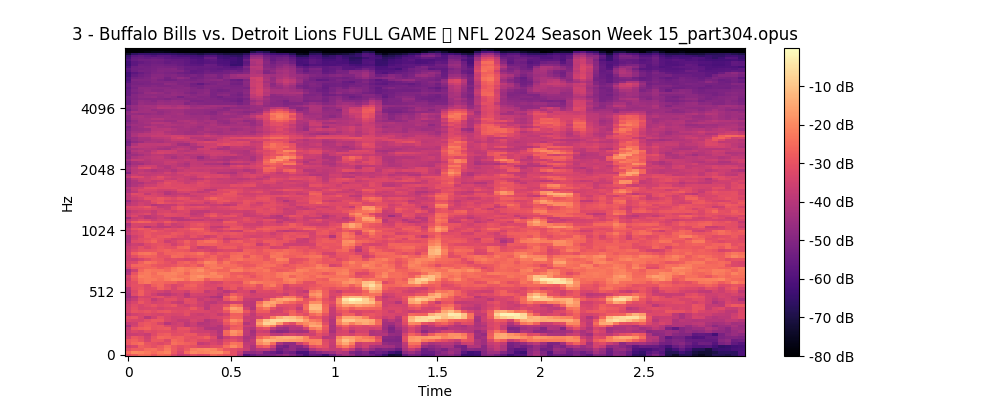 3 - Buffalo Bills vs. Detroit Lions FULL GAME ▯ NFL 2024 Season Week 15_part304.opus
4096
2048
1024
512
0
Hz
0 0.5 1 1.5 2 2.5
Time
-10 dB
-20 dB
-30 dB
-40 dB
-50 dB
-60 dB
-70 dB
-80 dB